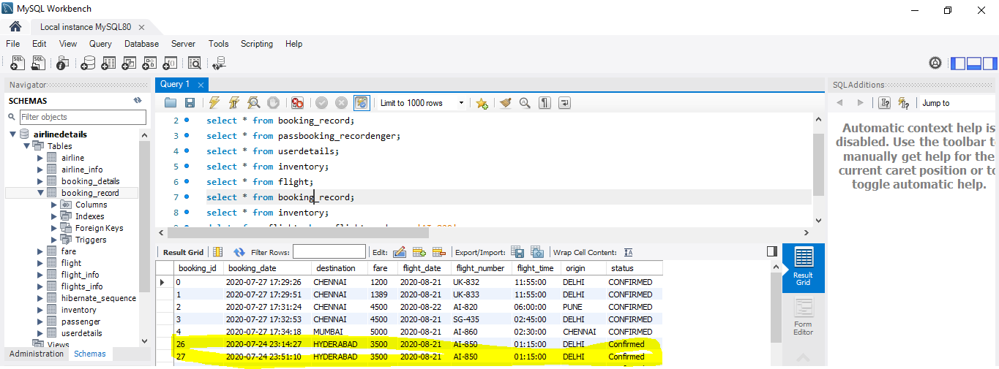 MySQL Workbench
Local instance MySQL80
File Edit View Query Database Server Tools Scripting Help
Navigator
SCHEMAS
Filter objects
airlinedetails
Tables
airline
airline_info
booking_details
booking_record
Columns
Indexes
Foreign Keys
Triggers
fare
flight
flight_info
flights_info
hibernate_sequence
inventory
passenger
userdetails
Views
Administration Schemas
Query 1
Limit to 1000 rows
2 select * from booking_record;
3 select * from passbooking_recordenger;
4 select * from userdetails;
5 select * from inventory;
6 select * from flight;
7 select * from booking_record;
8 select * from inventory;
Result Grid Filter Rows: Edit: Export/Import: Wrap Cell Content:
booking_id booking_date destination fare flight_date flight_number flight_time origin status
0 2020-07-27 17:29:26 CHENNAI 1200 2020-08-21 UK-832 11:55:00 DELHI CONFIRMED
1 2020-07-27 17:29:51 CHENNAI 1389 2020-08-21 UK-833 11:55:00 DELHI CONFIRMED
2 2020-07-27 17:31:24 CHENNAI 4500 2020-08-22 AI-820 06:00:00 PUNE CONFIRMED
3 2020-07-27 17:32:53 CHENNAI 4500 2020-08-21 SG-435 02:45:00 DELHI CONFIRMED
4 2020-07-27 17:34:18 MUMBAI 5000 2020-08-21 AI-860 02:30:00 CHENNAI CONFIRMED
26 2020-07-24 23:14:27 HYDERABAD 3500 2020-08-21 AI-850 01:15:00 DELHI Confirmed
27 2020-07-24 23:51:10 HYDERABAD 3500 2020-08-21 AI-850 01:15:00 DELHI Confirmed
Result
Grid
Form
Editor
SQLAdditions
Jump to
Automatic context help is
disabled. Use the toolbar
manually get help for the
current caret position or to
toggle automatic help.